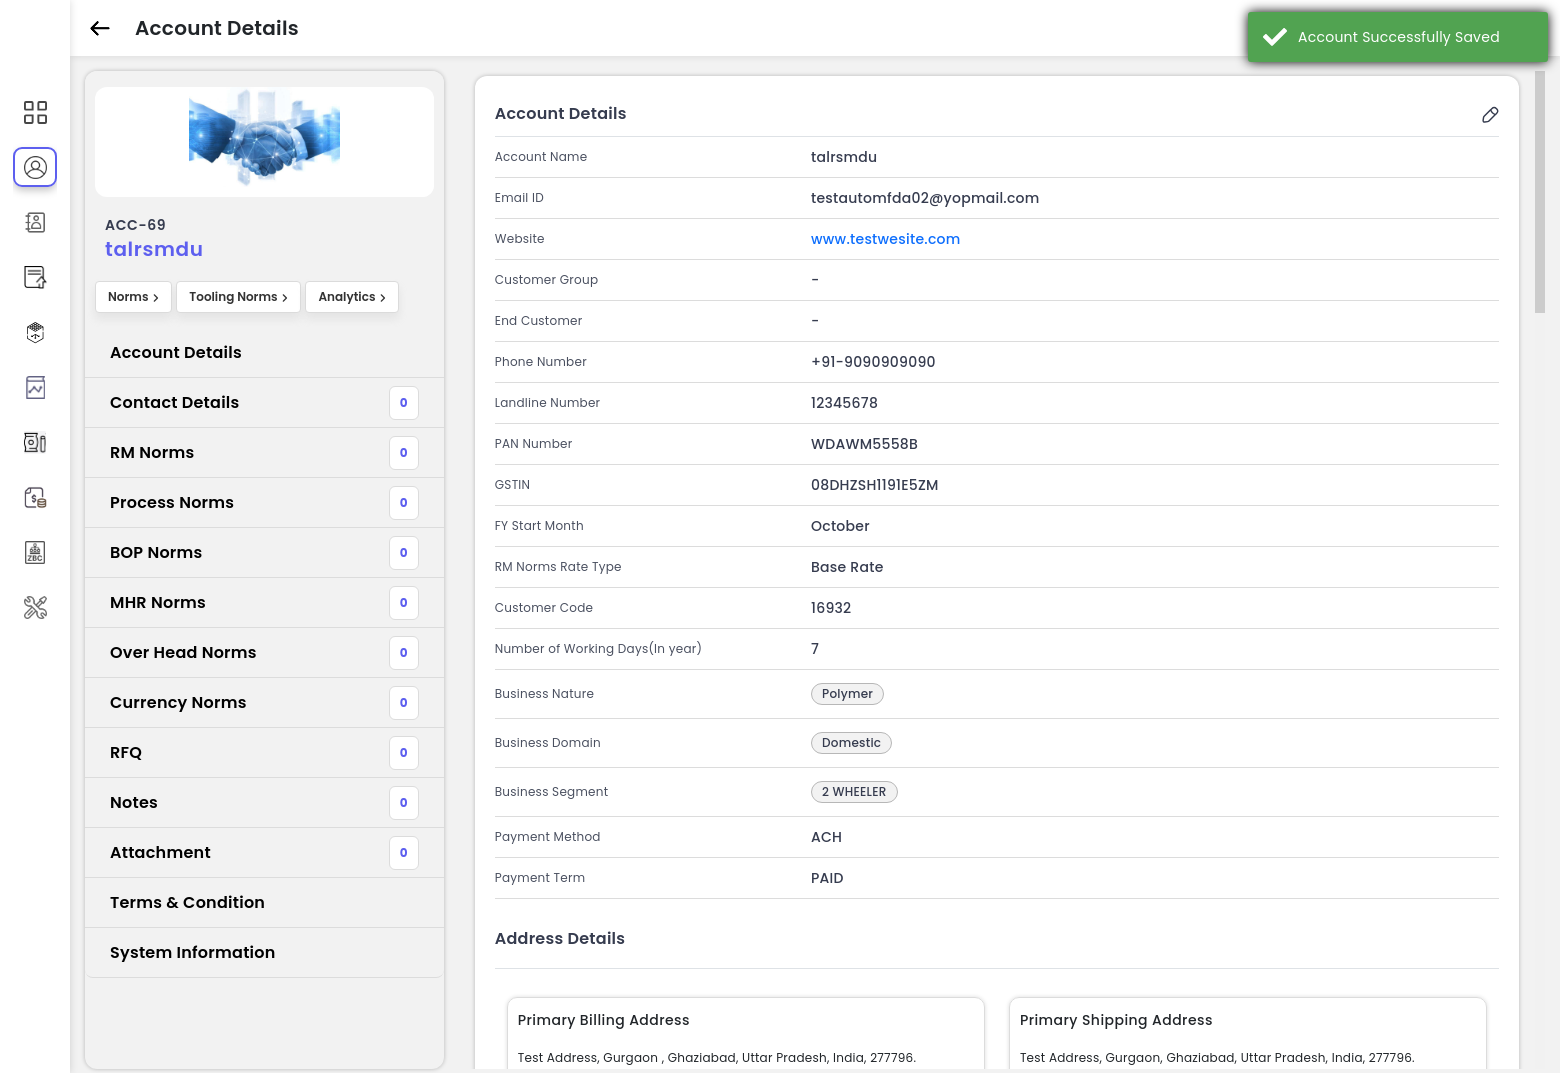 Account Details
Account Successfully Saved
ACC-69
talrsmdu
Norms
Tooling Norms
Analytics
Account Details
Contact Details 0
RM Norms 0
Process Norms 0
BOP Norms 0
MHR Norms 0
Over Head Norms 0
Currency Norms 0
RFQ 0
Notes 0
Attachment 0
Terms & Condition
System Information
Account Details
Account Name talrsmdu
Email ID testautomfda02@yopmail.com
Website www.testwesite.com
Customer Group -
End Customer -
Phone Number +91-9090909090
Landline Number 12345678
PAN Number WDAWM5558B
GSTIN 08DHZSH1191E5ZM
FY Start Month October
RM Norms Rate Type Base Rate
Customer Code 16932
Number of Working Days(In year) 7
Business Nature Polymer
Business Domain Domestic
Business Segment 2 WHEELER
Payment Method ACH
Payment Term PAID
Address Details
Primary Billing Address
Test Address, Gurgaon , Ghaziabad, Uttar Pradesh, India, 277796.
Primary Shipping Address
Test Address, Gurgaon, Ghaziabad, Uttar Pradesh, India, 277796.
ZBC